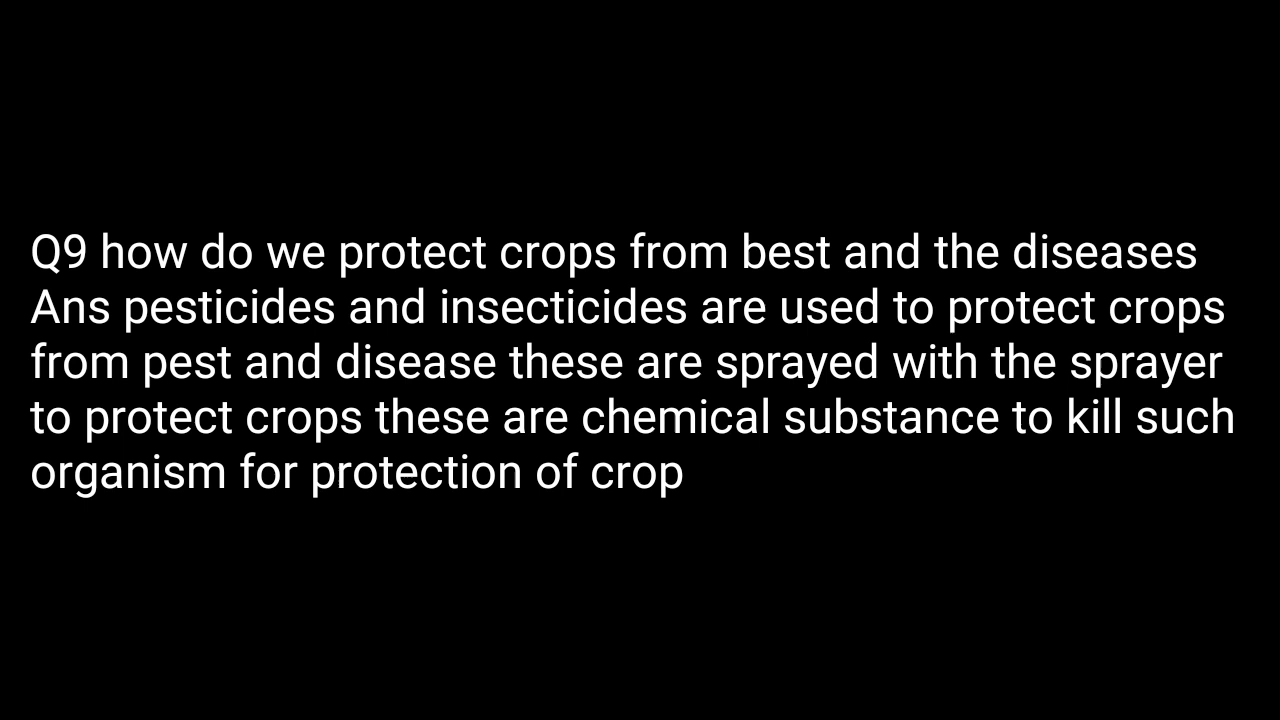 Q9 how do we protect crops from best and the diseases
Ans pesticides and insecticides are used to protect crops
from pest and disease these are sprayed with the sprayer
to protect crops these are chemical substance to kill such
organism for protection of crop